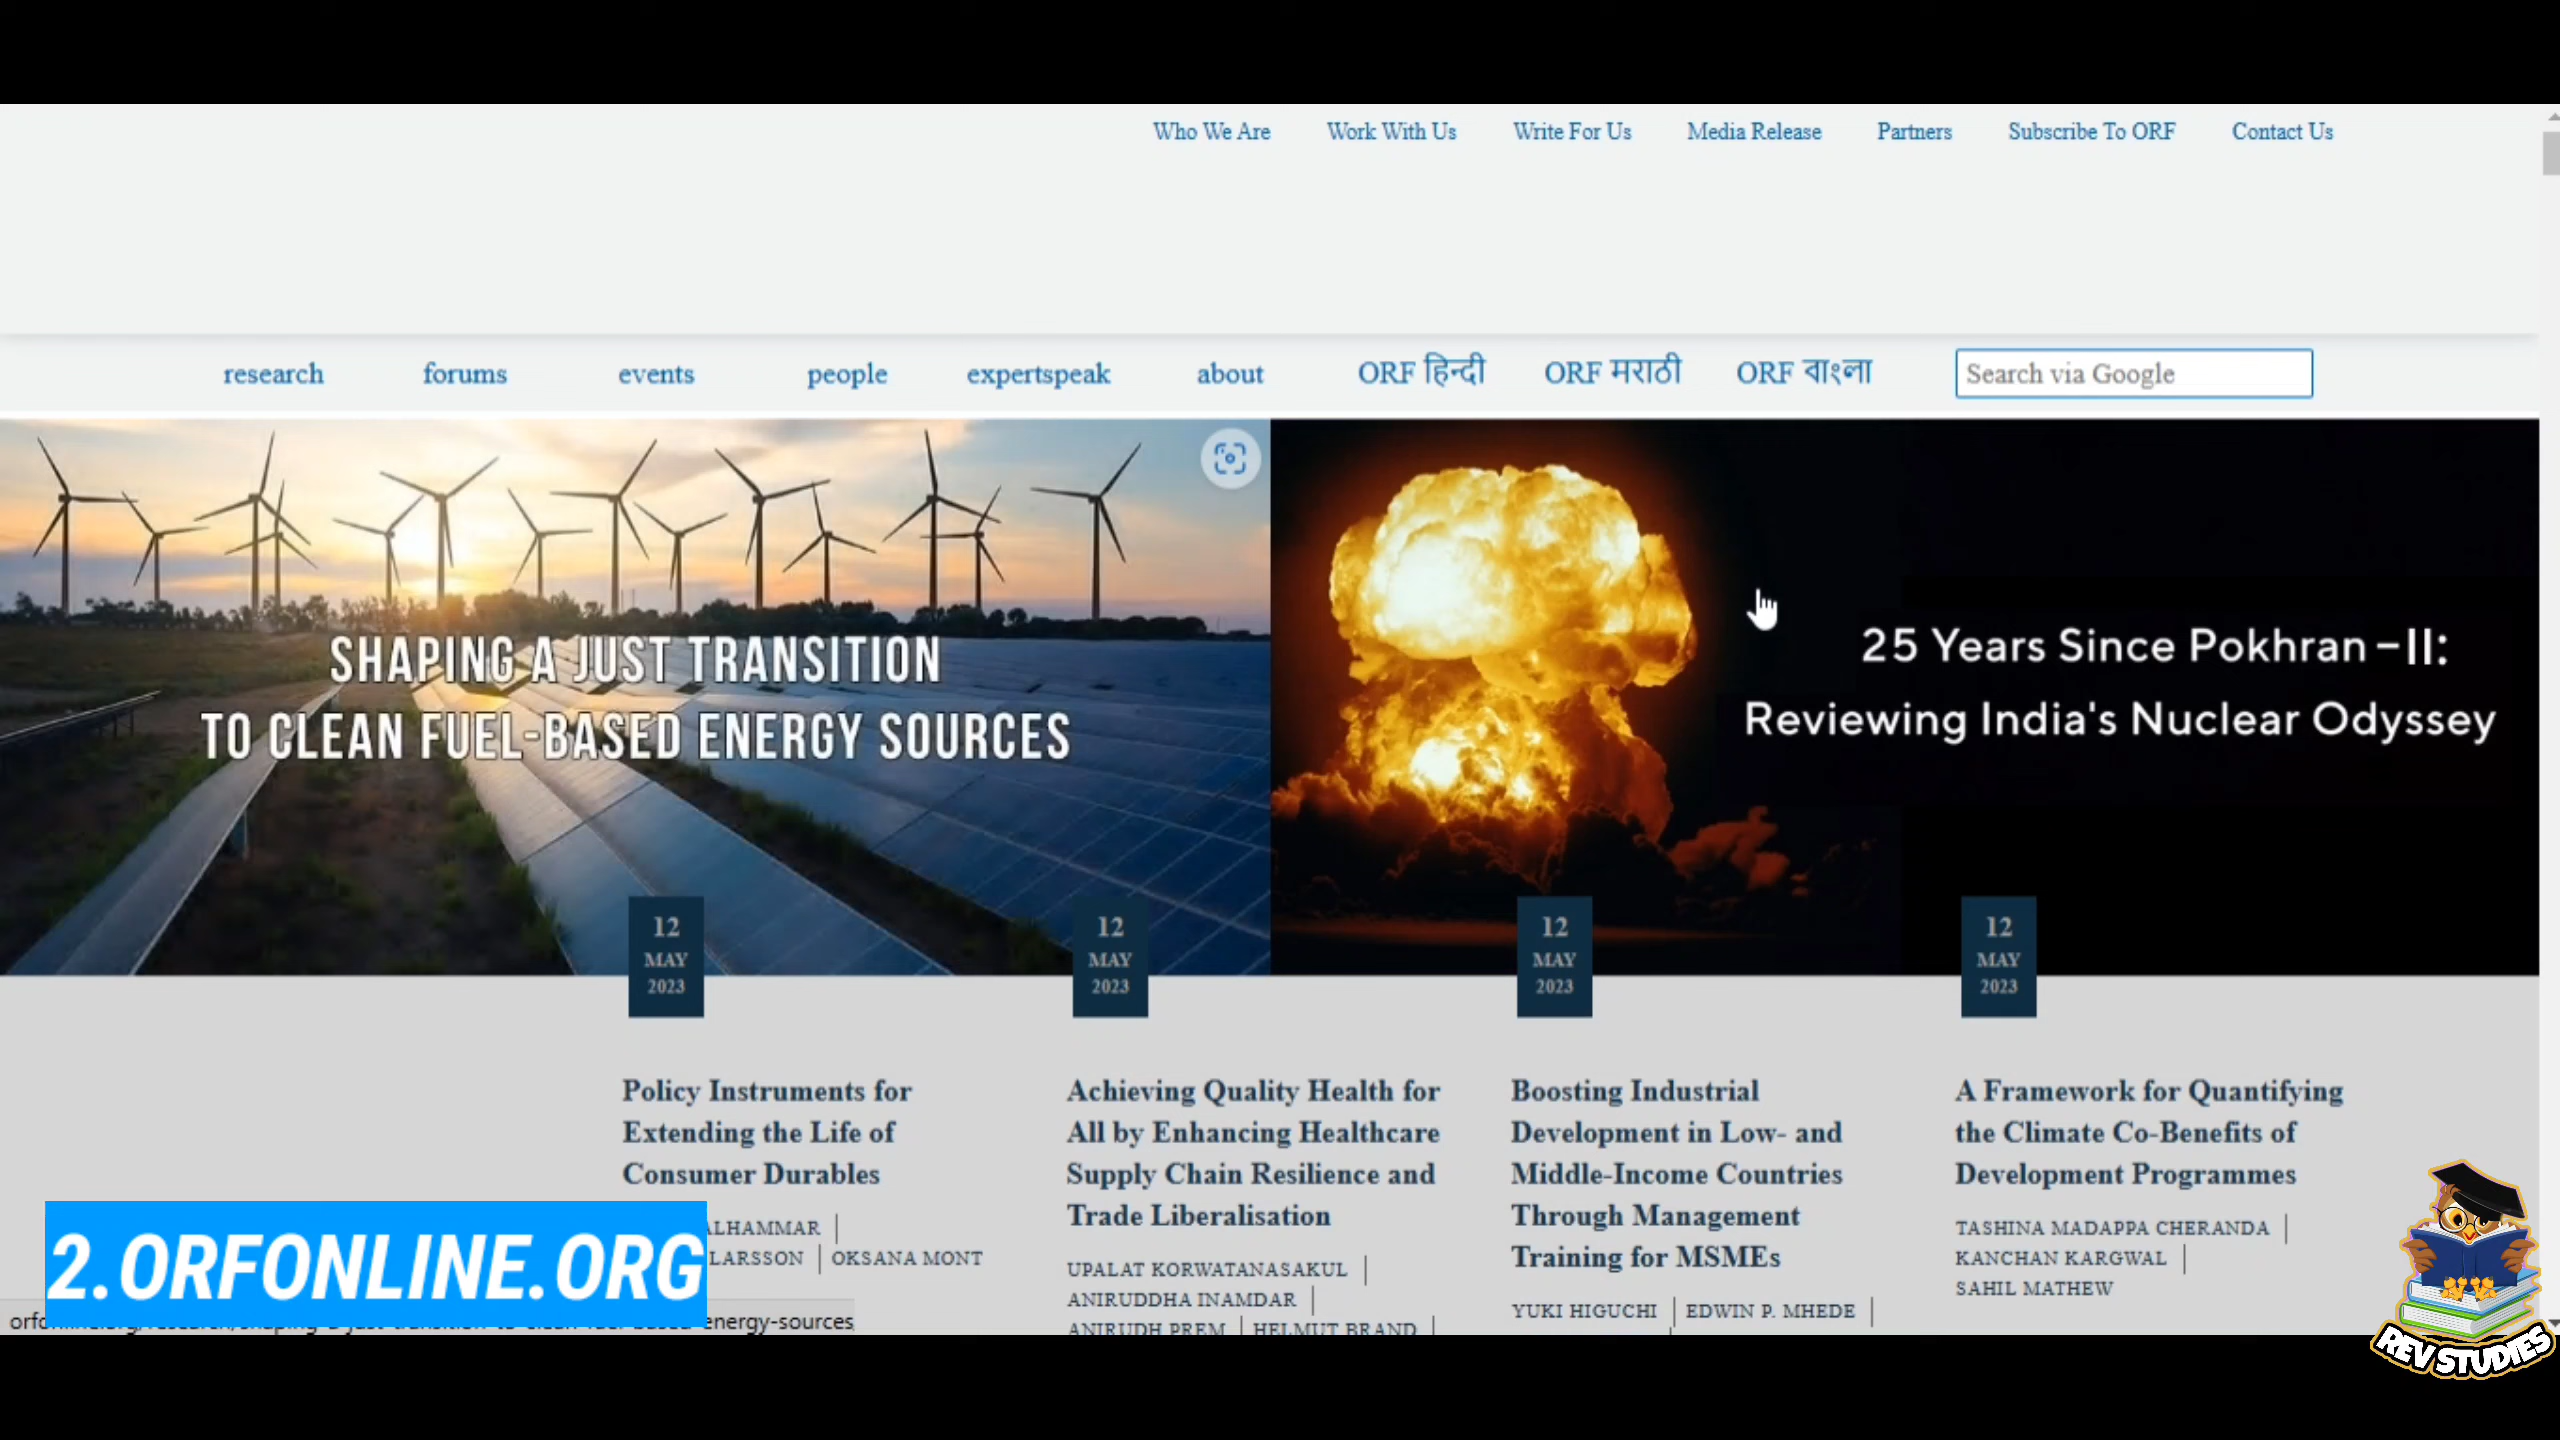 Who We Are
Work With Us
Write For Us
Media Release
Partners
Subscribe To ORF
Contact Us
research
forums
events
people
expertspeak
about
ORF हिन्दी
ORF मराठी
ORF বাংলা
Search via Google
SHAPING A JUST TRANSITION
TO CLEAN FUEL-BASED ENERGY SOURCES
25 Years Since Pokhran –II:
Reviewing India's Nuclear Odyssey
12
MAY
2023
Policy Instruments for
Extending the Life of
Consumer Durables
LARSSON | OKSANA MONT
12
MAY
2023
Achieving Quality Health for
All by Enhancing Healthcare
Supply Chain Resilience and
Trade Liberalisation
UPALAT KORWATANASAKUL |
ANIRUDDHA INAMDAR |
ANIRUDH PREM | HELMUT BRAND |
12
MAY
2023
Boosting Industrial
Development in Low- and
Middle-Income Countries
Through Management
Training for MSMEs
YUKI HIGUCHI | EDWIN P. MHEDE |
12
MAY
2023
A Framework for Quantifying
the Climate Co-Benefits of
Development Programmes
TASHINA MADAPPA CHERANDA |
KANCHAN KARGWAL |
SAHIL MATHEW
2.ORFONLINE.ORG
energy-sources
REV STUDIES